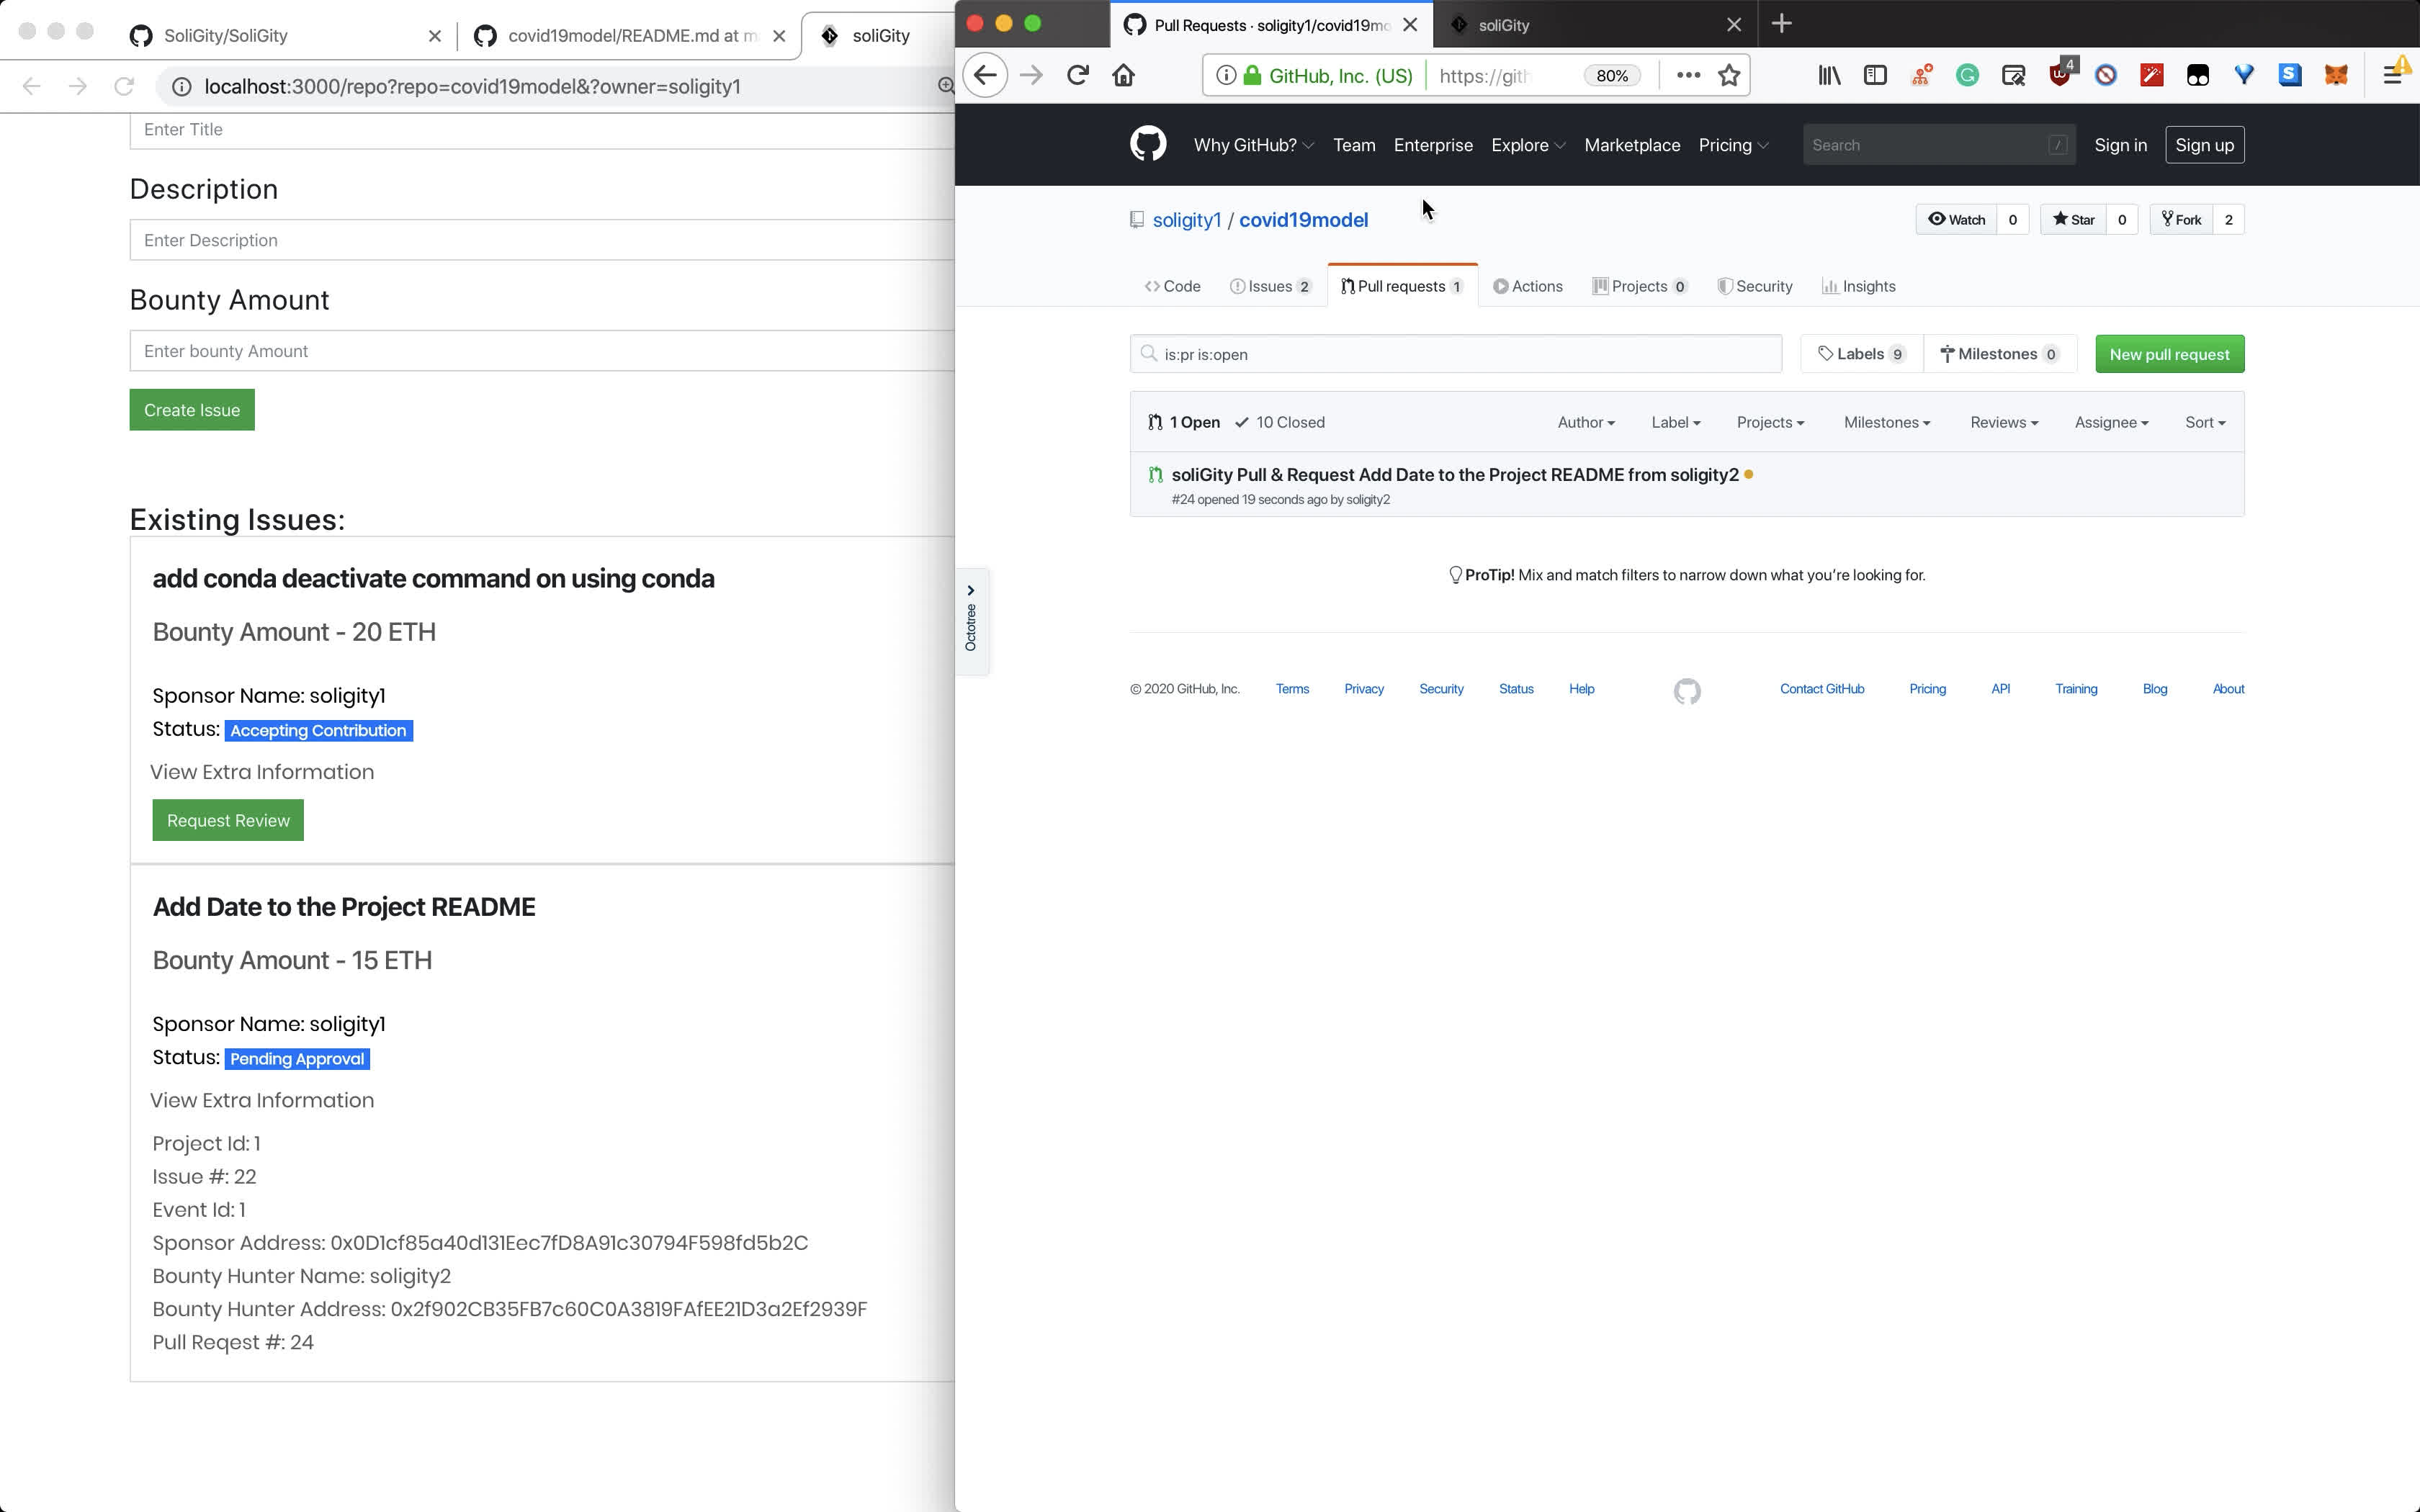 SoliGity/SoliGity
covid19model/README.md at m
soliGity
localhost:3000/repo?repo=covid19model&?owner=soligity1
Enter Title
Description
Enter Description
Bounty Amount
Enter bounty Amount
Create Issue
Existing Issues:
add conda deactivate command on using conda
Bounty Amount - 20 ETH
Sponsor Name: soligity1
Status: Accepting Contribution
View Extra Information
Request Review
Add Date to the Project README
Bounty Amount - 15 ETH
Sponsor Name: soligity1
Status: Pending Approval
View Extra Information
Project Id: 1
Issue #: 22
Event Id: 1
Sponsor Address: 0x0D1cf85a40d131Eec7fD8A91c30794F598fd5b2C
Bounty Hunter Name: soligity2
Bounty Hunter Address: 0x2f902CB35FB7c60C0A3819FAfEE21D3a2Ef2939F
Pull Reqest #: 24
Pull Requests · soligity1/covid19mo
soliGity
GitHub, Inc. (US) https://gith 80%
4
Why GitHub? Team Enterprise Explore Marketplace Pricing Search / Sign in Sign up
soligity1 / covid19model
Watch 0 Star 0 Fork 2
Code Issues 2 Pull requests 1 Actions Projects 0 Security Insights
is:pr is:open
Labels 9 Milestones 0 New pull request
1 Open 10 Closed Author Label Projects Milestones Reviews Assignee Sort
soliGity Pull & Request Add Date to the Project README from soligity2
#24 opened 19 seconds ago by soligity2
ProTip! Mix and match filters to narrow down what you're looking for.
Octotree
© 2020 GitHub, Inc. Terms Privacy Security Status Help Contact GitHub Pricing API Training Blog About